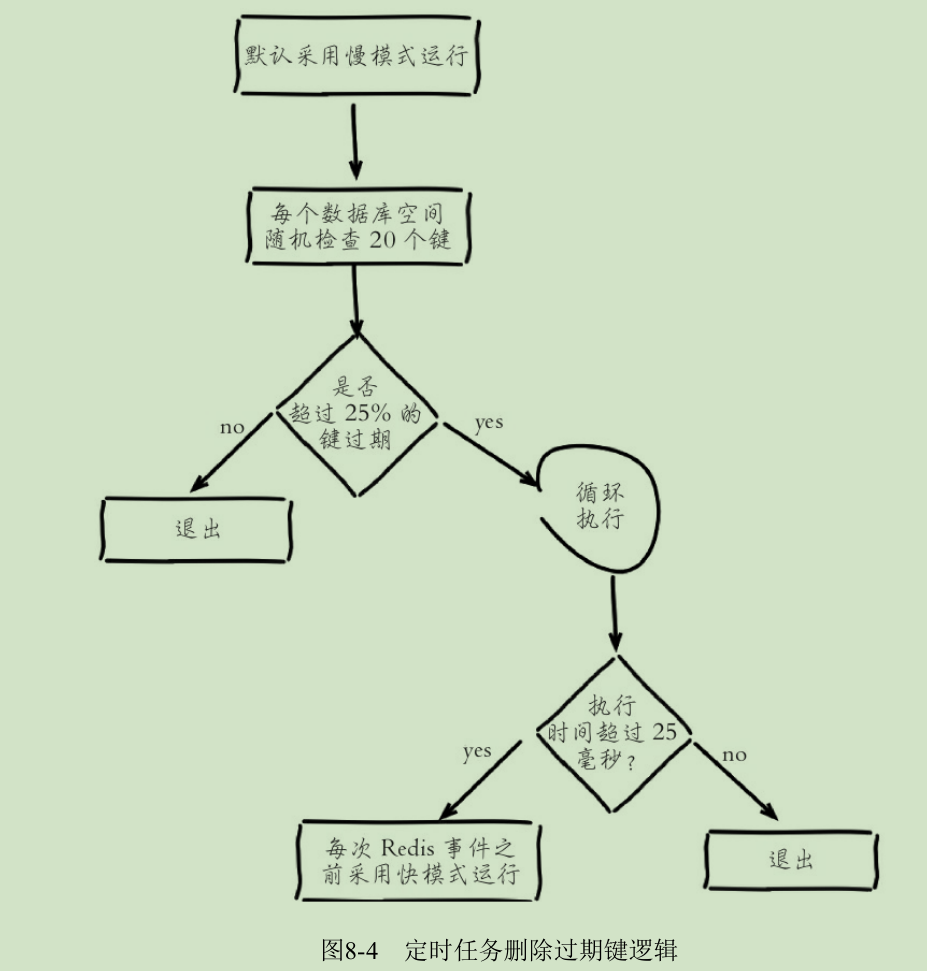 默认采用慢模式运行
每个数据库空间
随机检查 20 个键
是否
超过 25% 的
键过期
no
yes
退出
循环
执行
执行
时间超过 25
毫秒?
yes
no
每次 Redis 事件之
前采用快模式运行
退出
图8-4 定时任务删除过期键逻辑